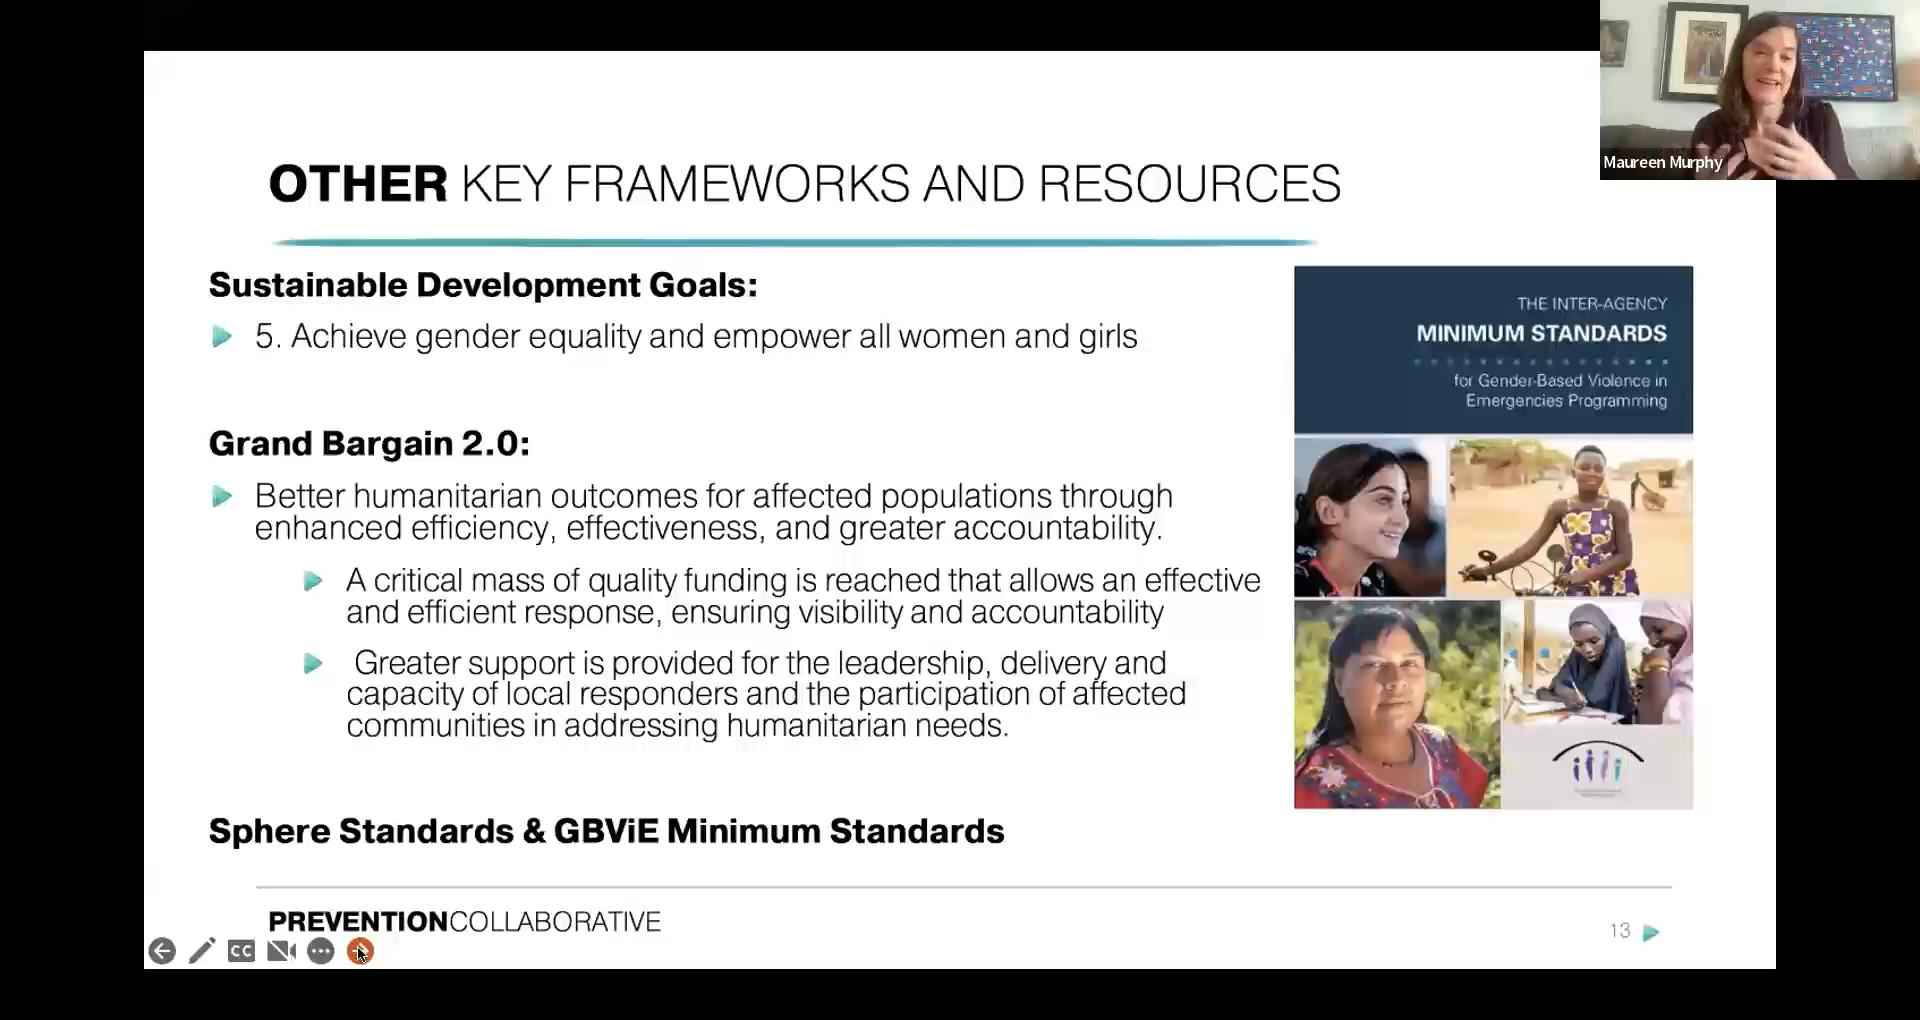 Maureen Murphy
OTHER KEY FRAMEWORKS AND RESOURCES
Sustainable Development Goals:
5. Achieve gender equality and empower all women and girls
Grand Bargain 2.0:
Better humanitarian outcomes for affected populations through
enhanced efficiency, effectiveness, and greater accountability.
A critical mass of quality funding is reached that allows an effective
and efficient response, ensuring visibility and accountability
Greater support is provided for the leadership, delivery and
capacity of local responders and the participation of affected
communities in addressing humanitarian needs.
Sphere Standards & GBViE Minimum Standards
THE INTER-AGENCY
MINIMUM STANDARDS
for Gender-Based Violence in
Emergencies Programming
PREVENTIONCOLLABORATIVE
13
CC